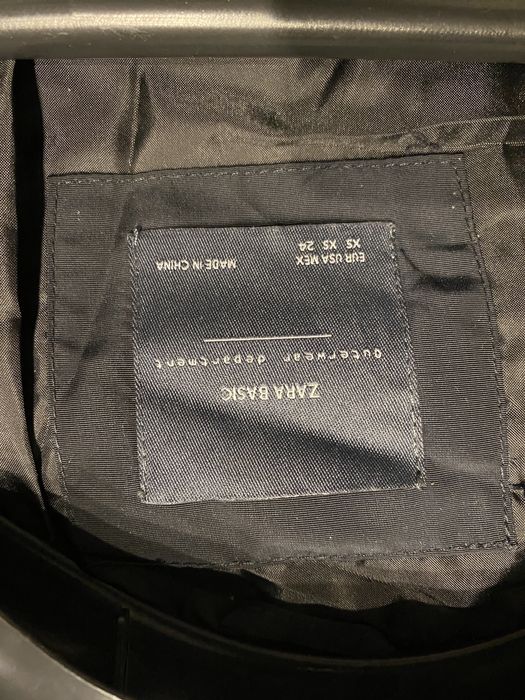 ZARA BASIC
Outerwear department
EUR USA MEX
XS XS 24
MADE IN CHINA